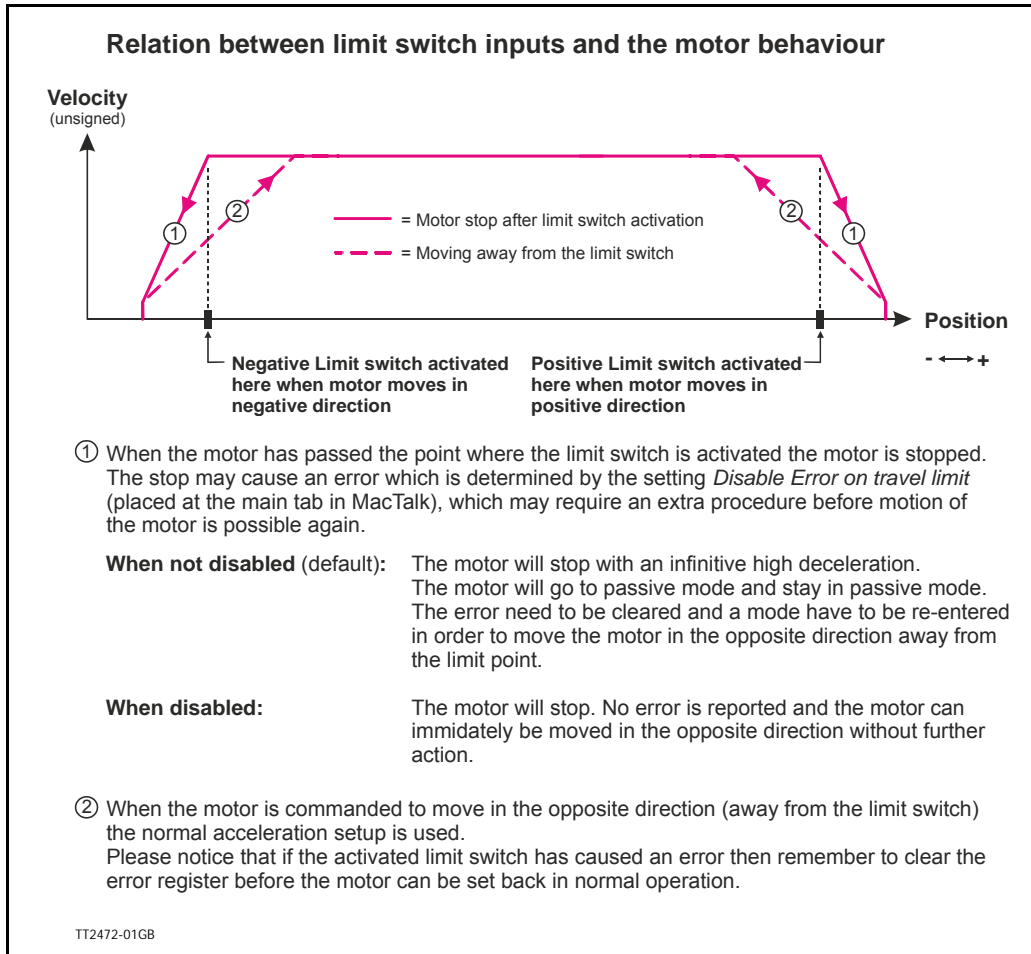 Relation between limit switch inputs and the motor behaviour
Velocity
(unsigned)
② ②
① ①
= Motor stop after limit switch activation
= Moving away from the limit switch
Position
- +
Negative Limit switch activated
here when motor moves in
negative direction
Positive Limit switch activated
here when motor moves in
positive direction
① When the motor has passed the point where the limit switch is activated the motor is stopped.
The stop may cause an error which is determined by the setting Disable Error on travel limit
(placed at the main tab in MacTalk), which may require an extra procedure before motion of
the motor is possible again.
When not disabled (default): The motor will stop with an infinitive high deceleration.
The motor will go to passive mode and stay in passive mode.
The error need to be cleared and a mode have to be re-entered
in order to move the motor in the opposite direction away from
the limit point.
When disabled: The motor will stop. No error is reported and the motor can
immidately be moved in the opposite direction without further
action.
② When the motor is commanded to move in the opposite direction (away from the limit switch)
the normal acceleration setup is used.
Please notice that if the activated limit switch has caused an error then remember to clear the
error register before the motor can be set back in normal operation.
TT2472-01GB